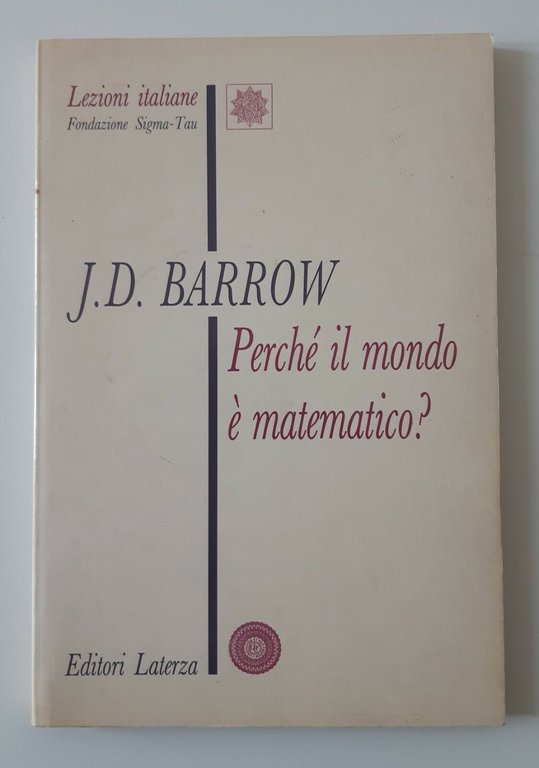 Lezioni italiane
Fondazione Sigma-Tau
J.D. BARROW
Perché il mondo
è matematico?
Editori Laterza